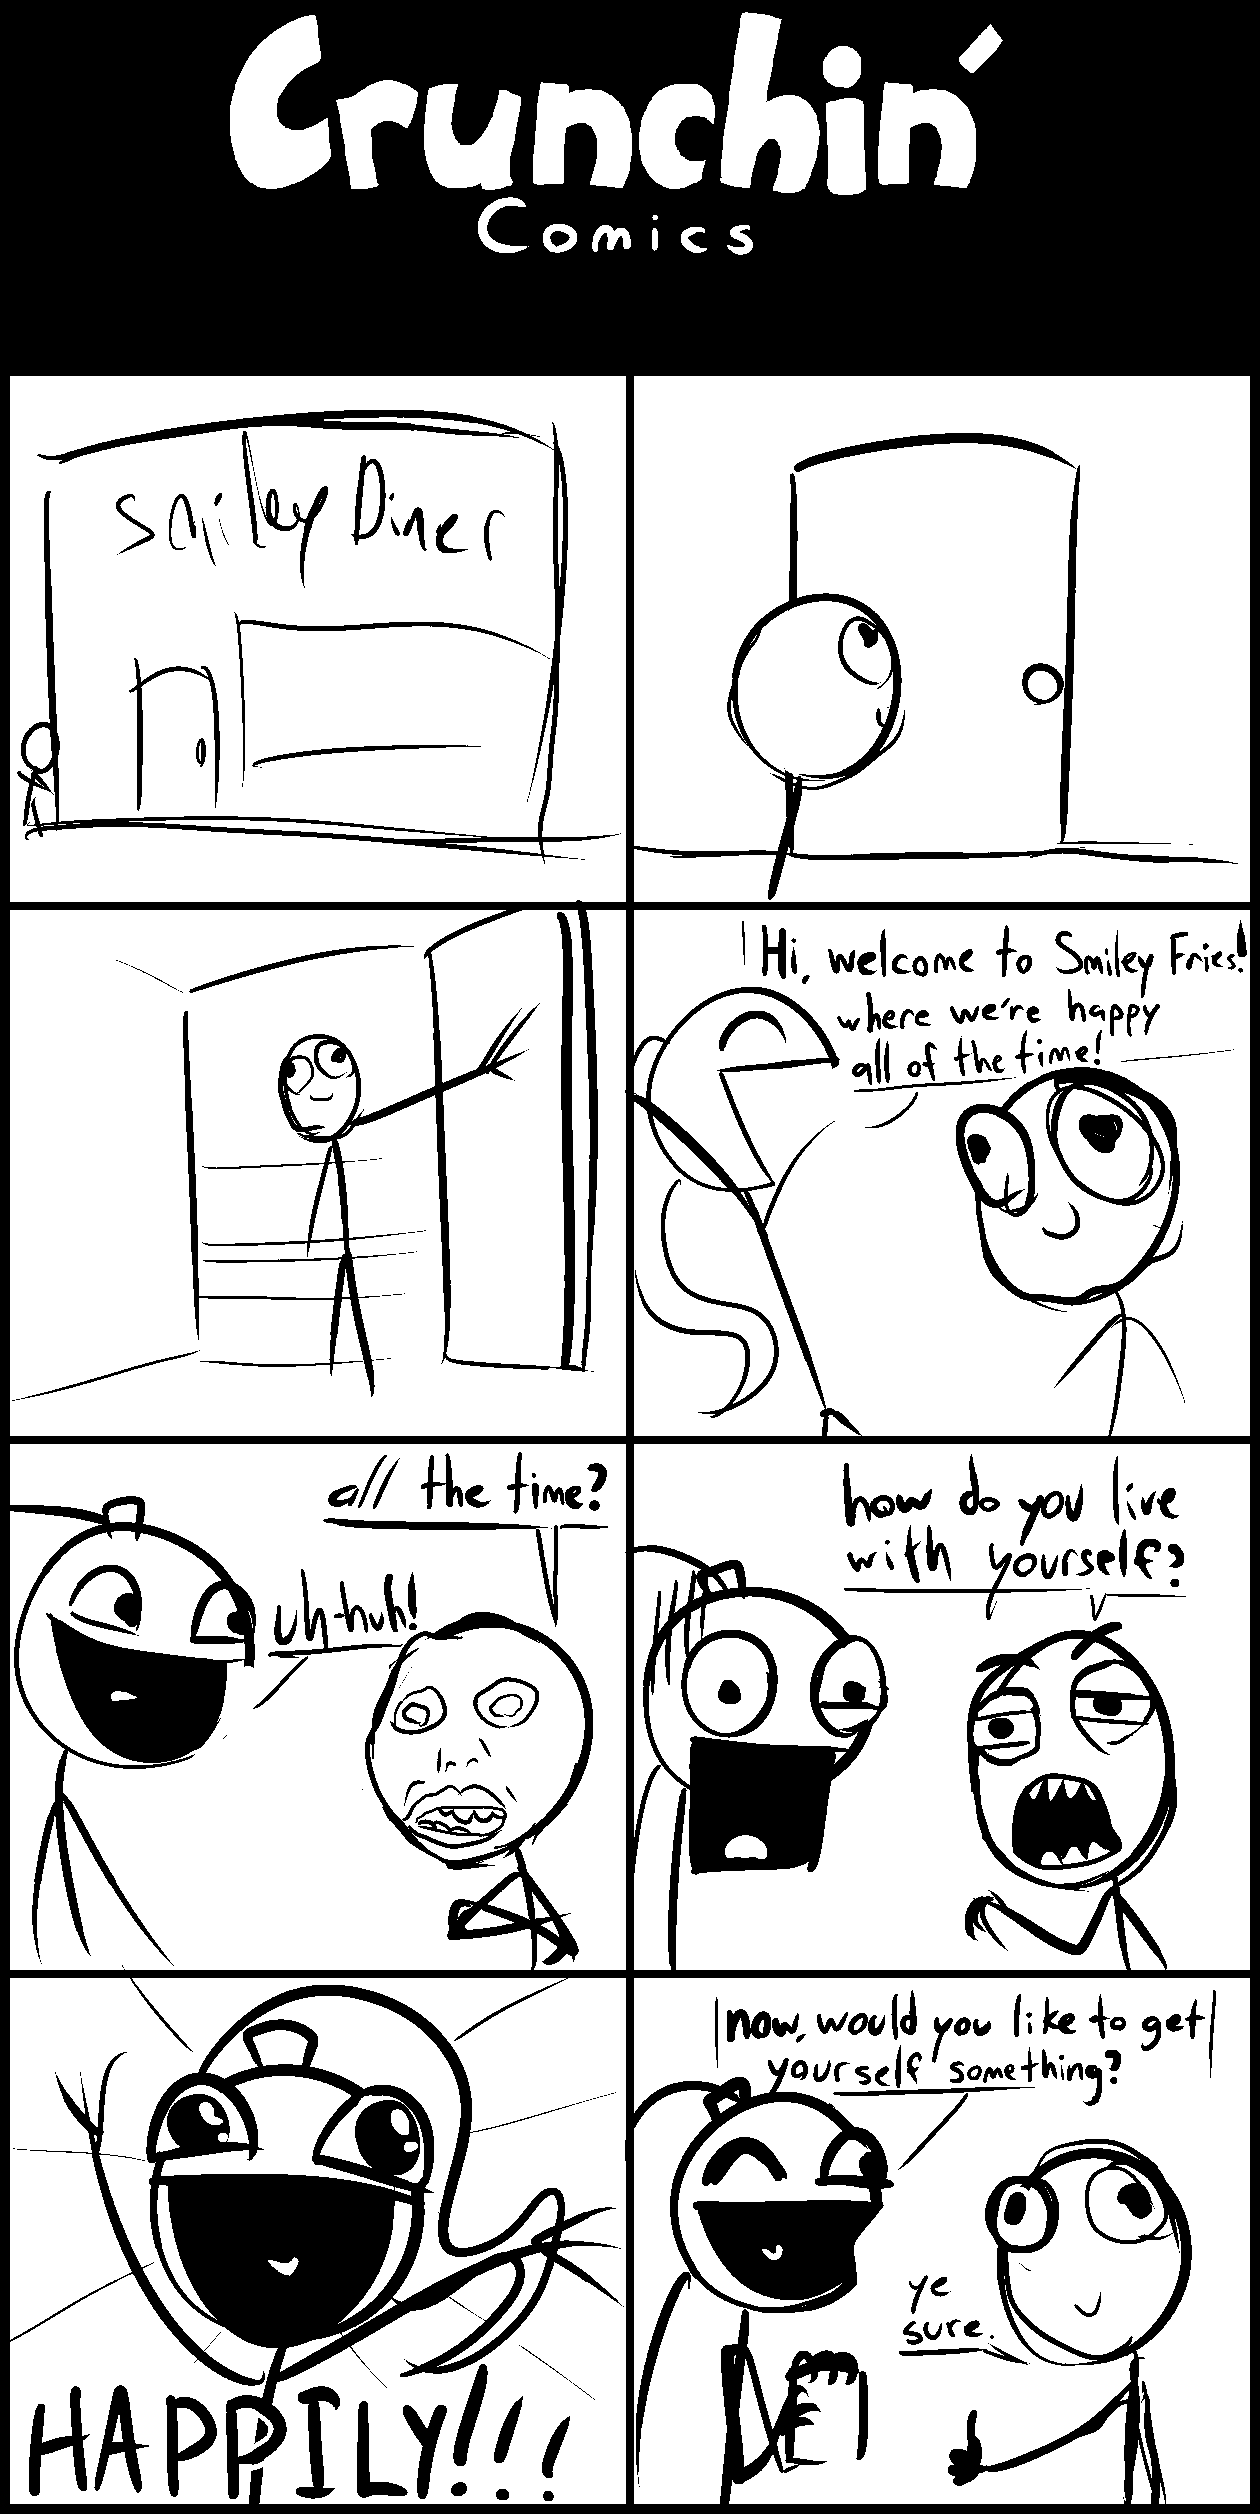 Crunchin'
Comics
Smiley Diner
Hi, welcome to Smiley Fries!
where we're happy
all of the time!
all the time?
uh-huh!
how do you live
with yourself?
HAPPILY!!!
now, would you like to get
yourself something?
ye
sure.